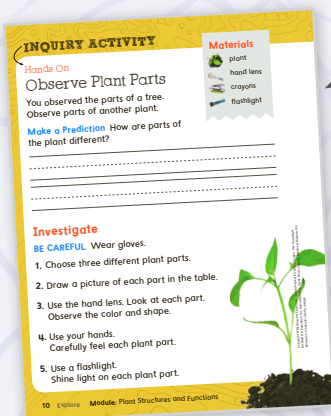 INQUIRY ACTIVITY
Hands On
Observe Plant Parts
You observed the parts of a tree.
Observe parts of another plant.
Make a Prediction How are parts of
the plant different?
Materials
plant
hand lens
crayons
flashlight
Investigate
BE CAREFUL Wear gloves.
1. Choose three different plant parts.
2. Draw a picture of each part in the table.
3. Use the hand lens. Look at each part.
Observe the color and shape.
4. Use your hands.
Carefully feel each plant part.
5. Use a flashlight.
Shine light on each plant part.
10 Explore Module: Plant Structures and Functions